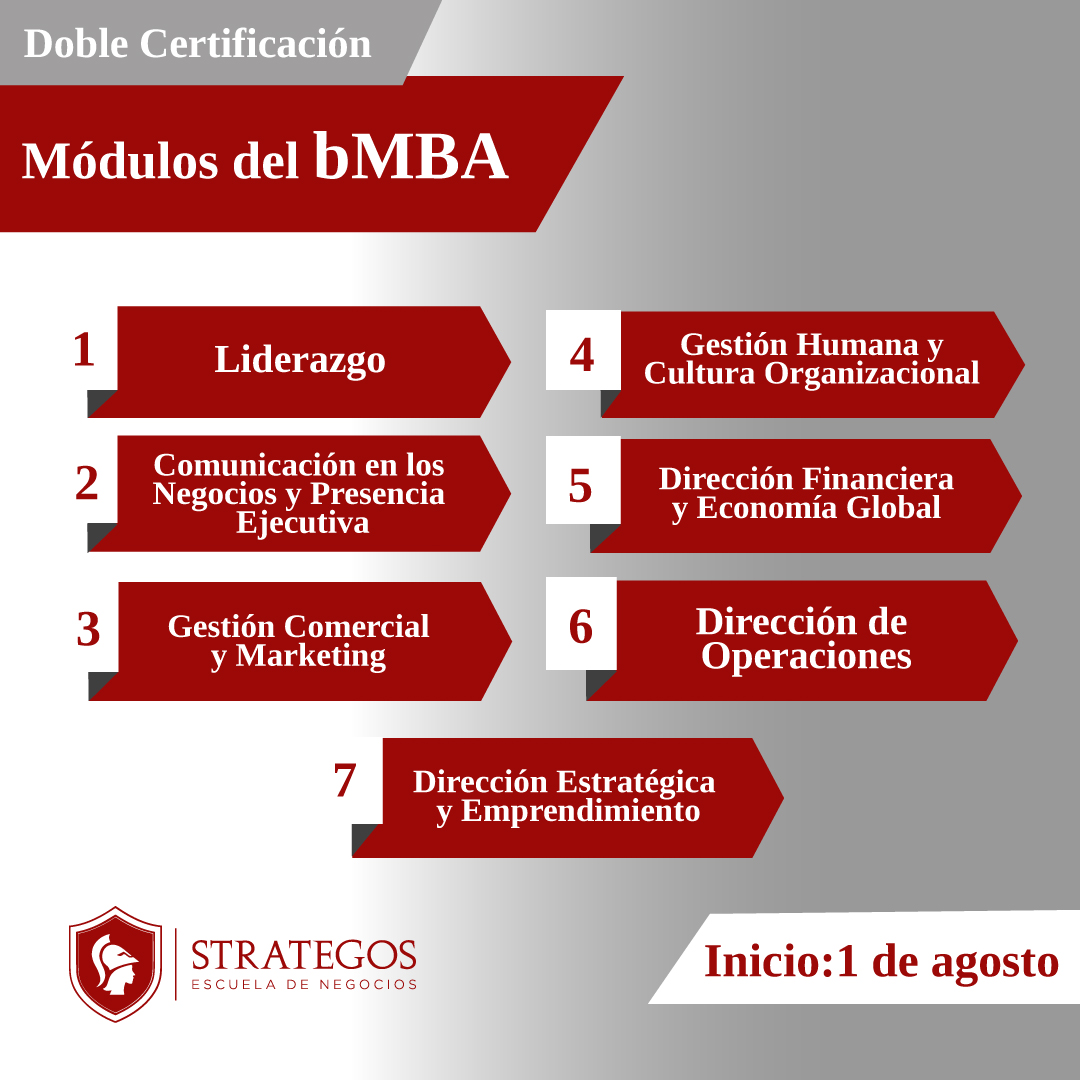 Doble Certificación
Módulos del bMBA
1
Liderazgo
2
Comunicación en los
Negocios y Presencia
Ejecutiva
3
Gestión Comercial
y Marketing
4
Gestión Humana y
Cultura Organizacional
5
Dirección Financiera
y Economía Global
6
Dirección de
Operaciones
7
Dirección Estratégica
y Emprendimiento
STRATEGOS
ESCUELA DE NEGOCIOS
Inicio:1 de agosto